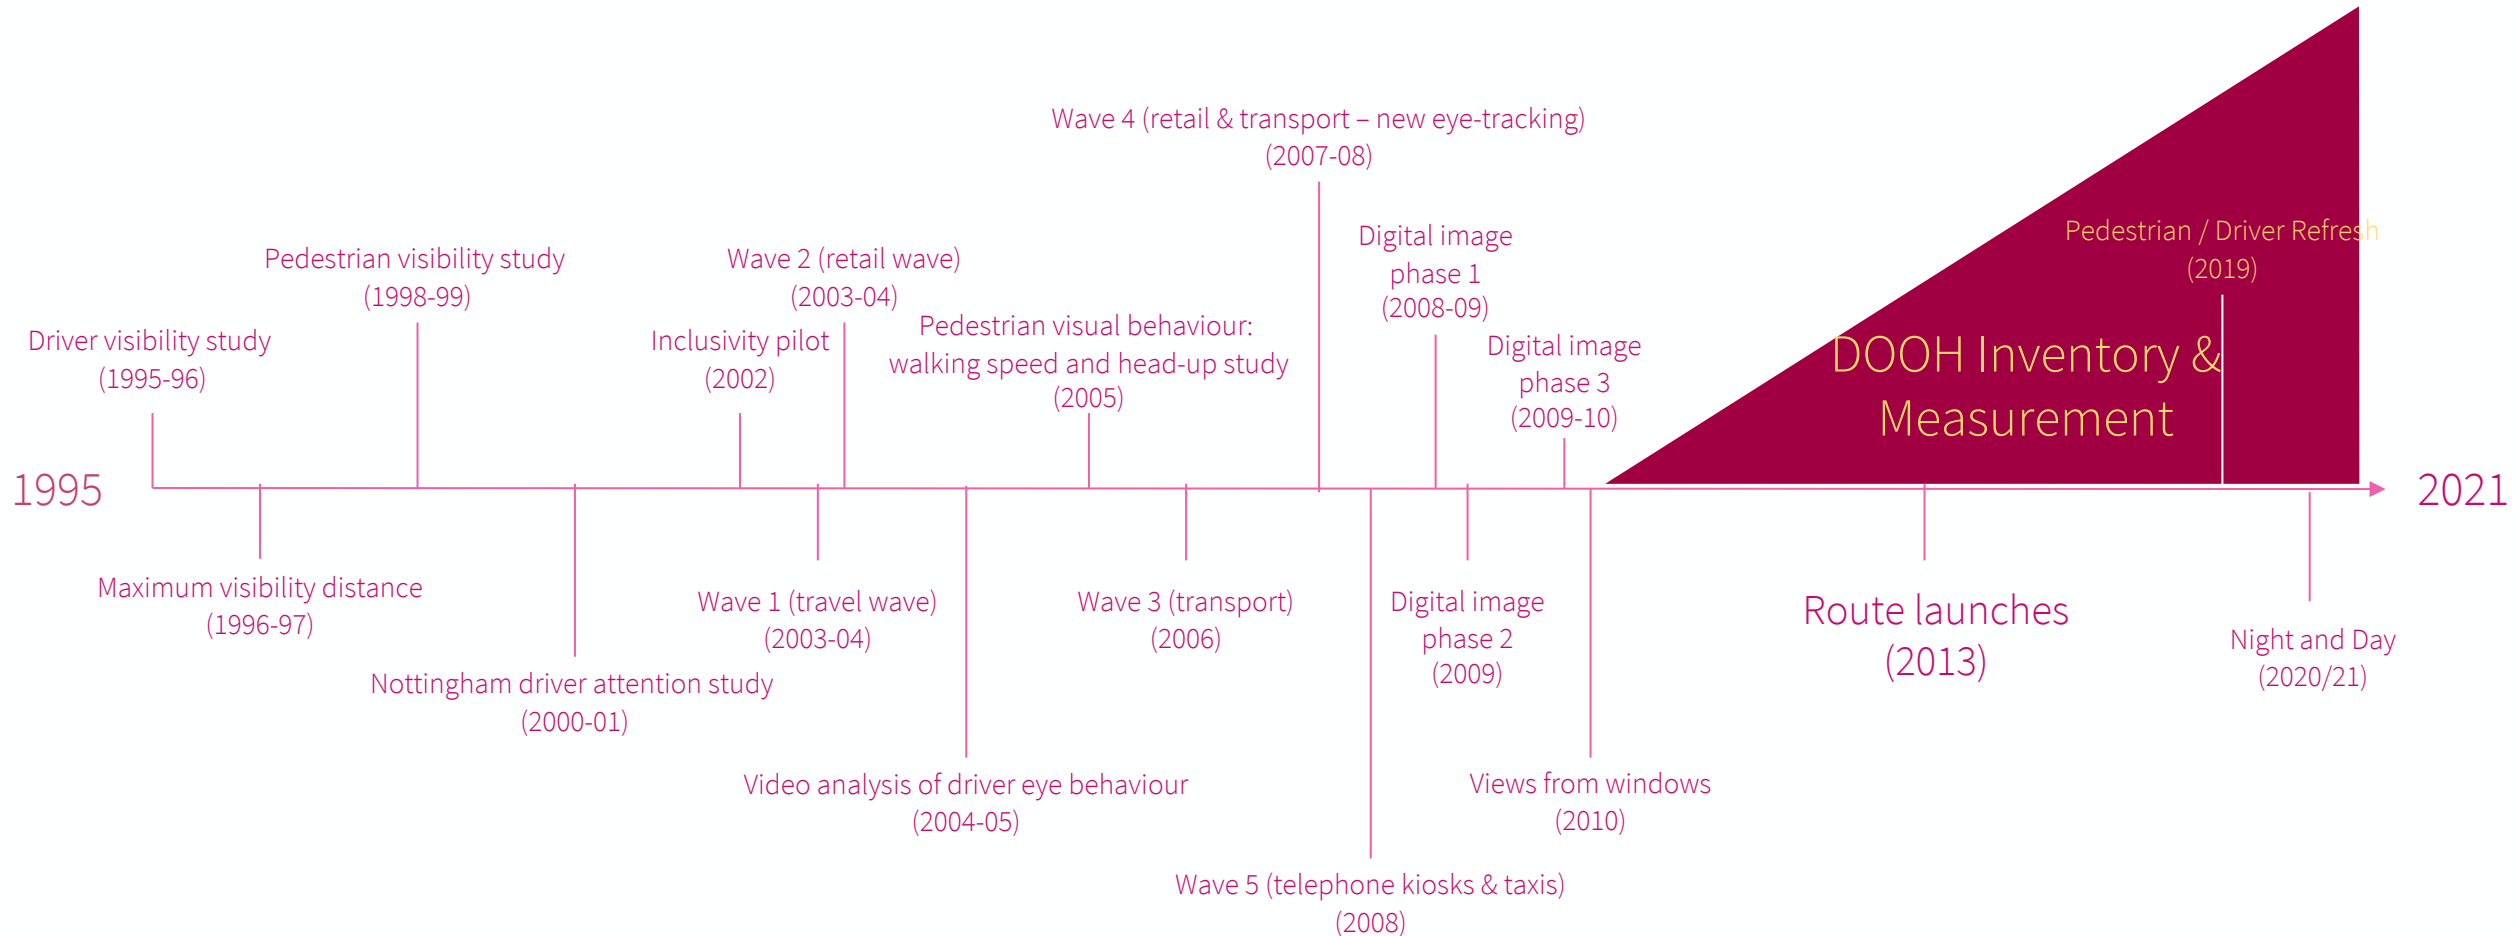 Wave 4 (retail & transport – new eye-tracking)
(2007-08)
Pedestrian visibility study
(1998-99)
Wave 2 (retail wave)
(2003-04)
Digital image
phase 1
(2008-09)
Pedestrian / Driver Refresh
(2019)
Driver visibility study
(1995-96)
Inclusivity pilot
(2002)
Pedestrian visual behaviour:
walking speed and head-up study
(2005)
Digital image
phase 3
(2009-10)
DOOH Inventory &
Measurement
1995
2021
Maximum visibility distance
(1996-97)
Wave 1 (travel wave)
(2003-04)
Wave 3 (transport)
(2006)
Digital image
phase 2
(2009)
Route launches
(2013)
Night and Day
(2020/21)
Nottingham driver attention study
(2000-01)
Video analysis of driver eye behaviour
(2004-05)
Views from windows
(2010)
Wave 5 (telephone kiosks & taxis)
(2008)